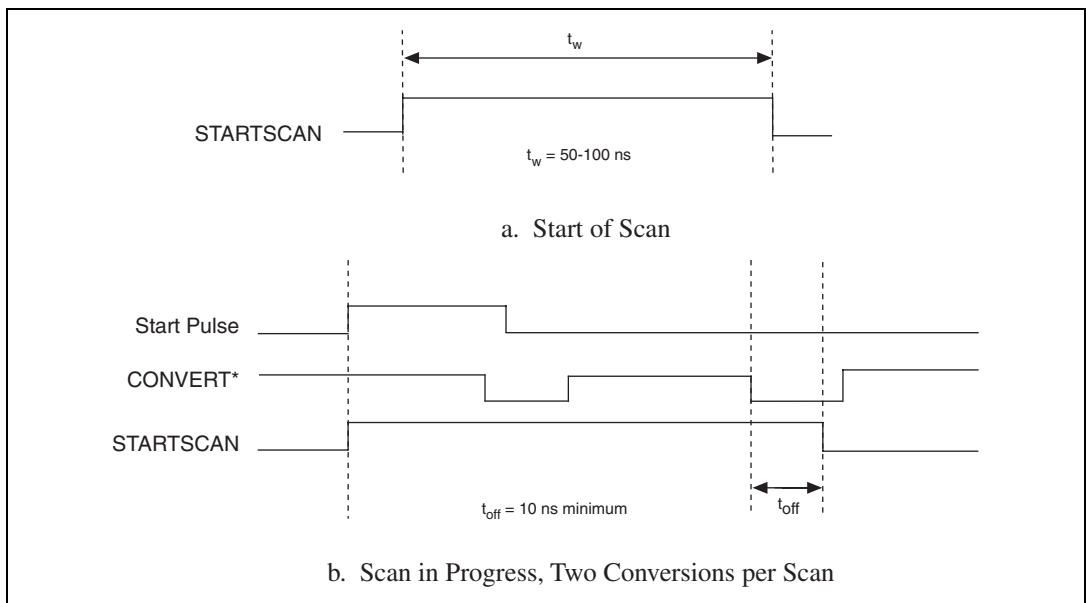 t_w
STARTSCAN
t_w = 50-100 ns
a. Start of Scan
Start Pulse
CONVERT*
STARTSCAN
t_off = 10 ns minimum
t_off
b. Scan in Progress, Two Conversions per Scan